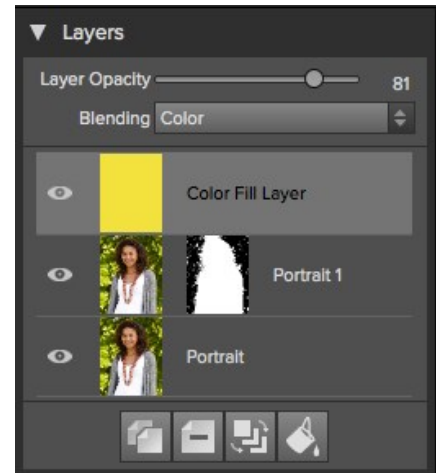 Layers
Layer Opacity 81
Blending Color
Color Fill Layer
Portrait 1
Portrait